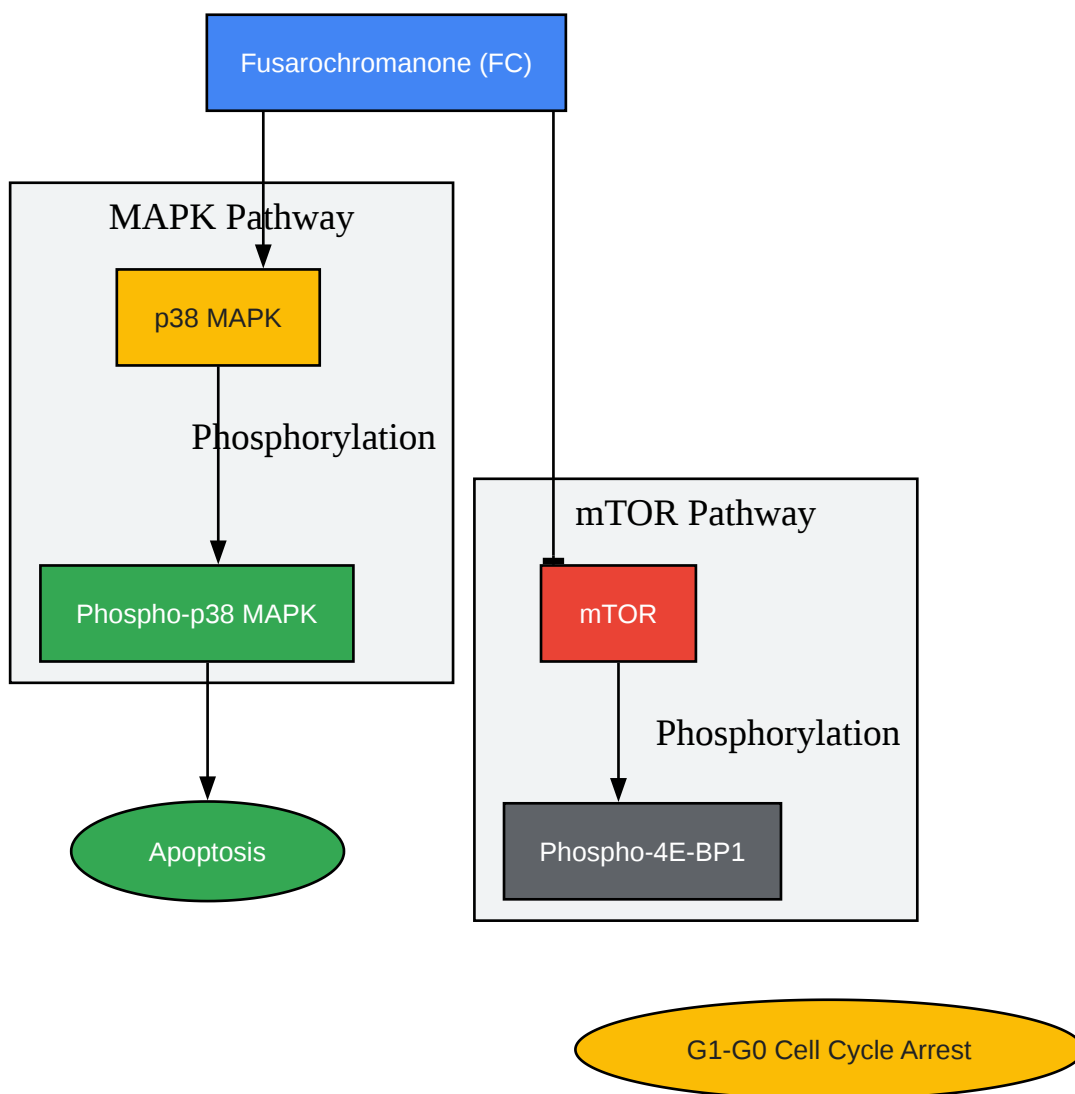 Fusarochromanone (FC)
MAPK Pathway
p38 MAPK
Phosphorylation
Phospho-p38 MAPK
Apoptosis
mTOR Pathway
mTOR
Phosphorylation
Phospho-4E-BP1
G1-G0 Cell Cycle Arrest